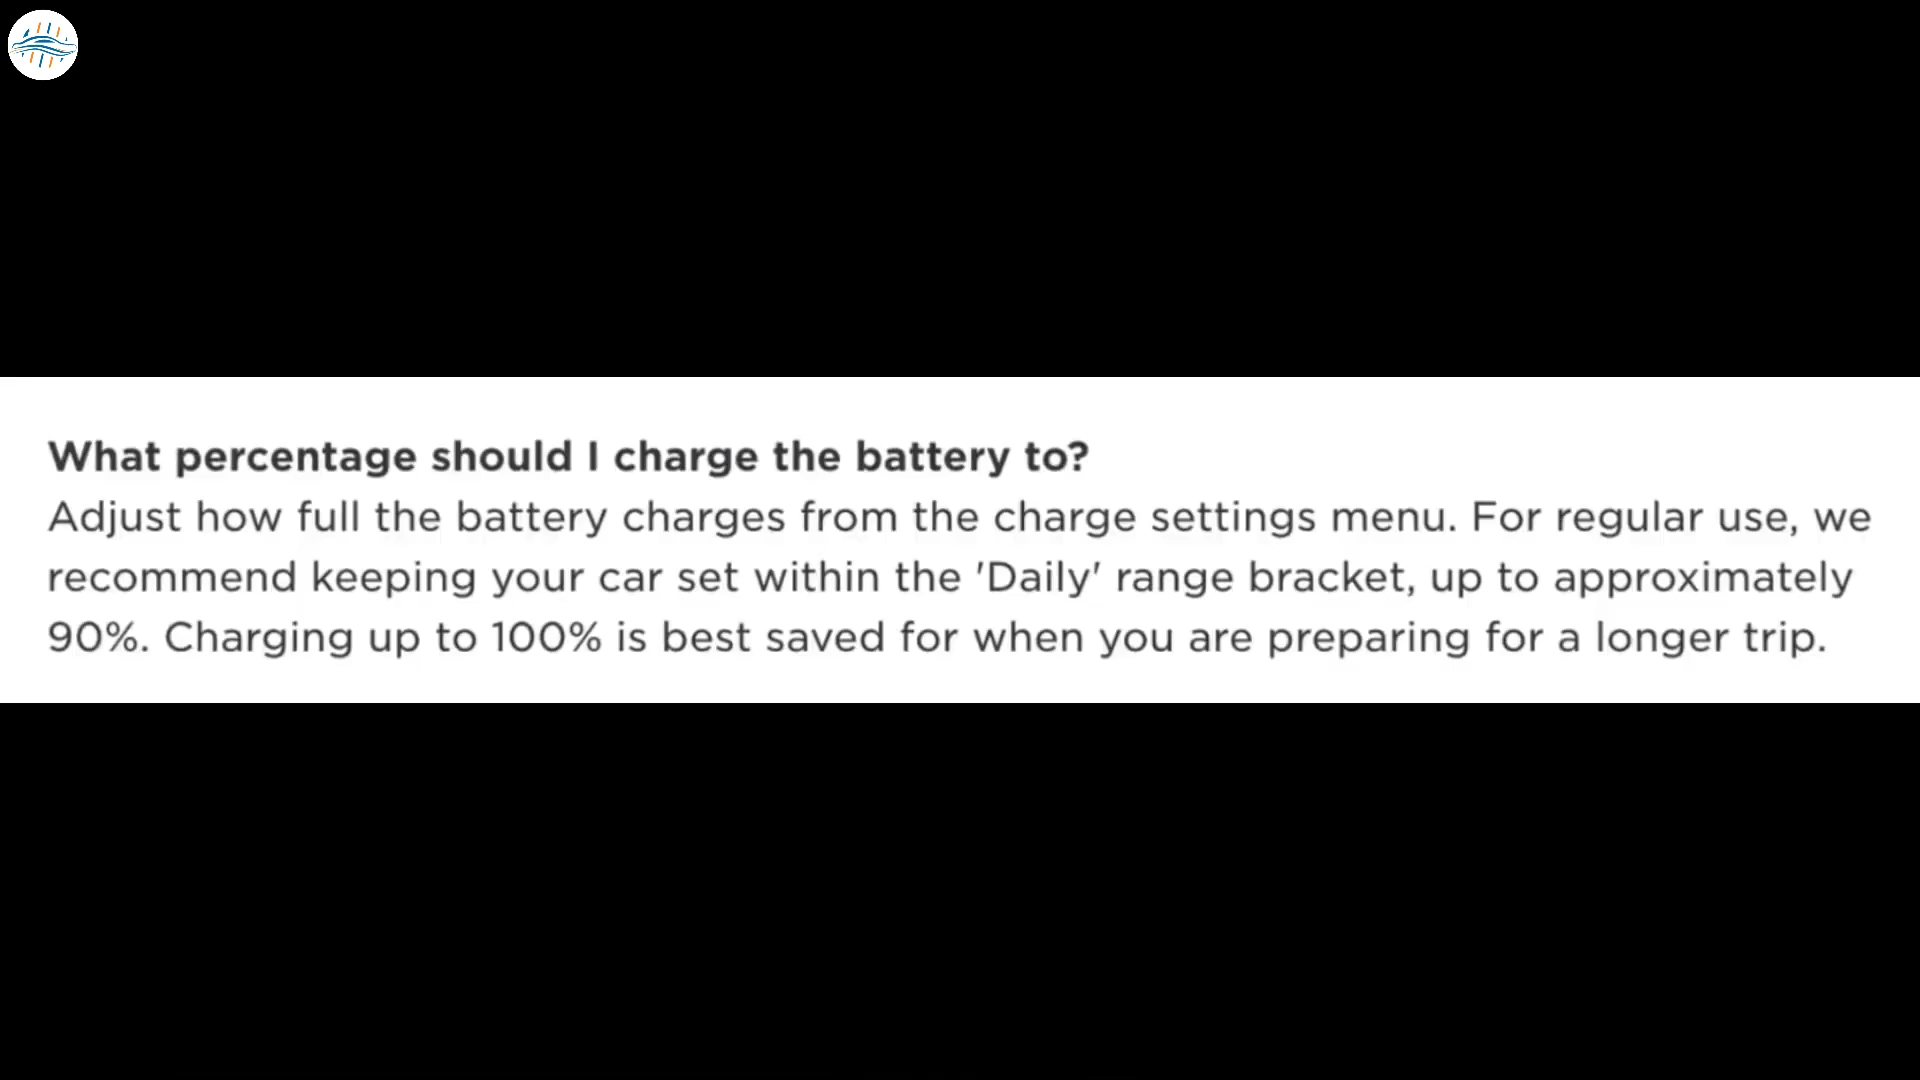 What percentage should I charge the battery to?
Adjust how full the battery charges from the charge settings menu. For regular use, we
recommend keeping your car set within the 'Daily' range bracket, up to approximately
90%. Charging up to 100% is best saved for when you are preparing for a longer trip.